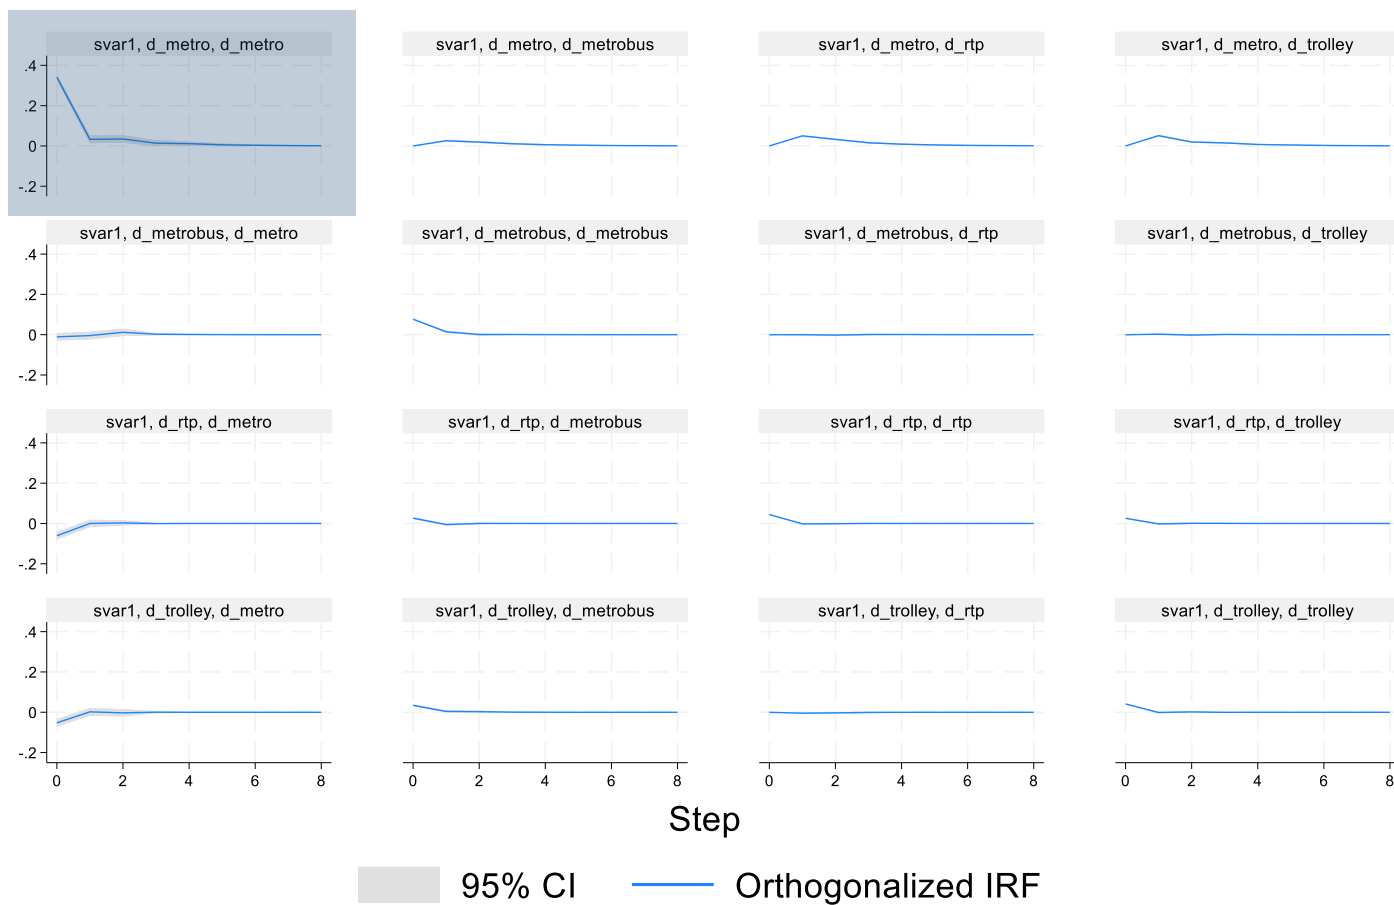 svar1, d_metro, d_metro
svar1, d_metro, d_metrobus
svar1, d_metro, d_rtp
svar1, d_metro, d_trolley
.4
.2
0
-.2
svar1, d_metrobus, d_metro
svar1, d_metrobus, d_metrobus
svar1, d_metrobus, d_rtp
svar1, d_metrobus, d_trolley
.4
.2
0
-.2
svar1, d_rtp, d_metro
svar1, d_rtp, d_metrobus
svar1, d_rtp, d_rtp
svar1, d_rtp, d_trolley
.4
.2
0
-.2
svar1, d_trolley, d_metro
svar1, d_trolley, d_metrobus
svar1, d_trolley, d_rtp
svar1, d_trolley, d_trolley
.4
.2
0
-.2
0 2 4 6 8
0 2 4 6 8
0 2 4 6 8
0 2 4 6 8
Step
95% CI
Orthogonalized IRF